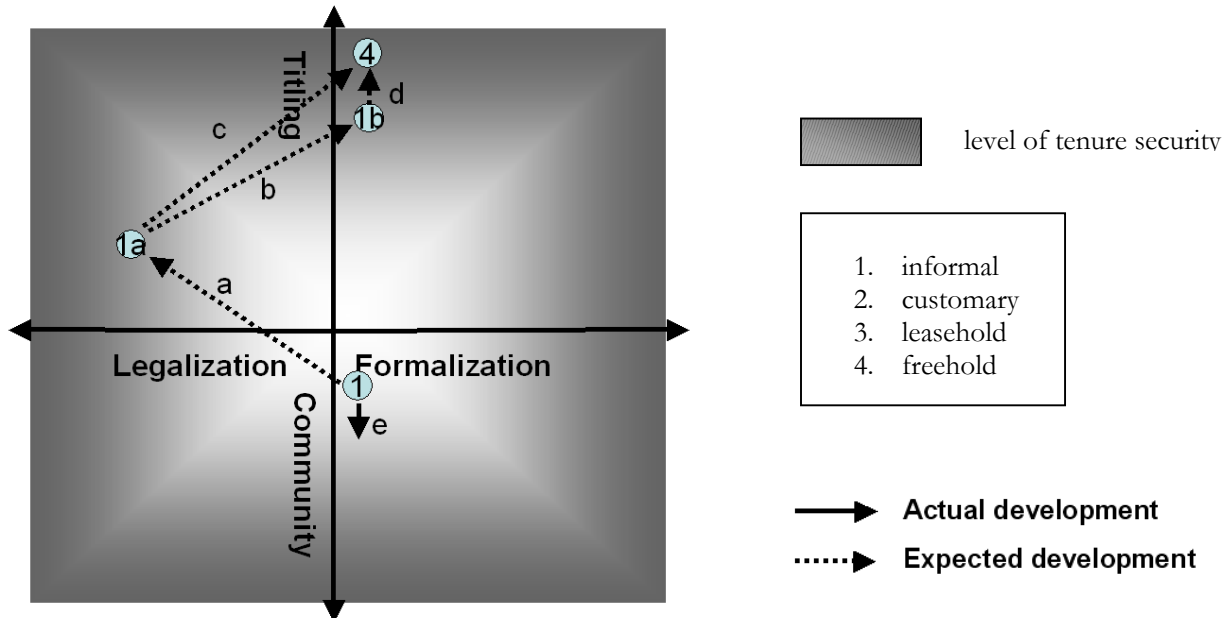 Titling
4
d
1b
c
b
1a
a
Legalization
Formalization
1
e
Community
level of tenure security
1. informal
2. customary
3. leasehold
4. freehold
Actual development
Expected development